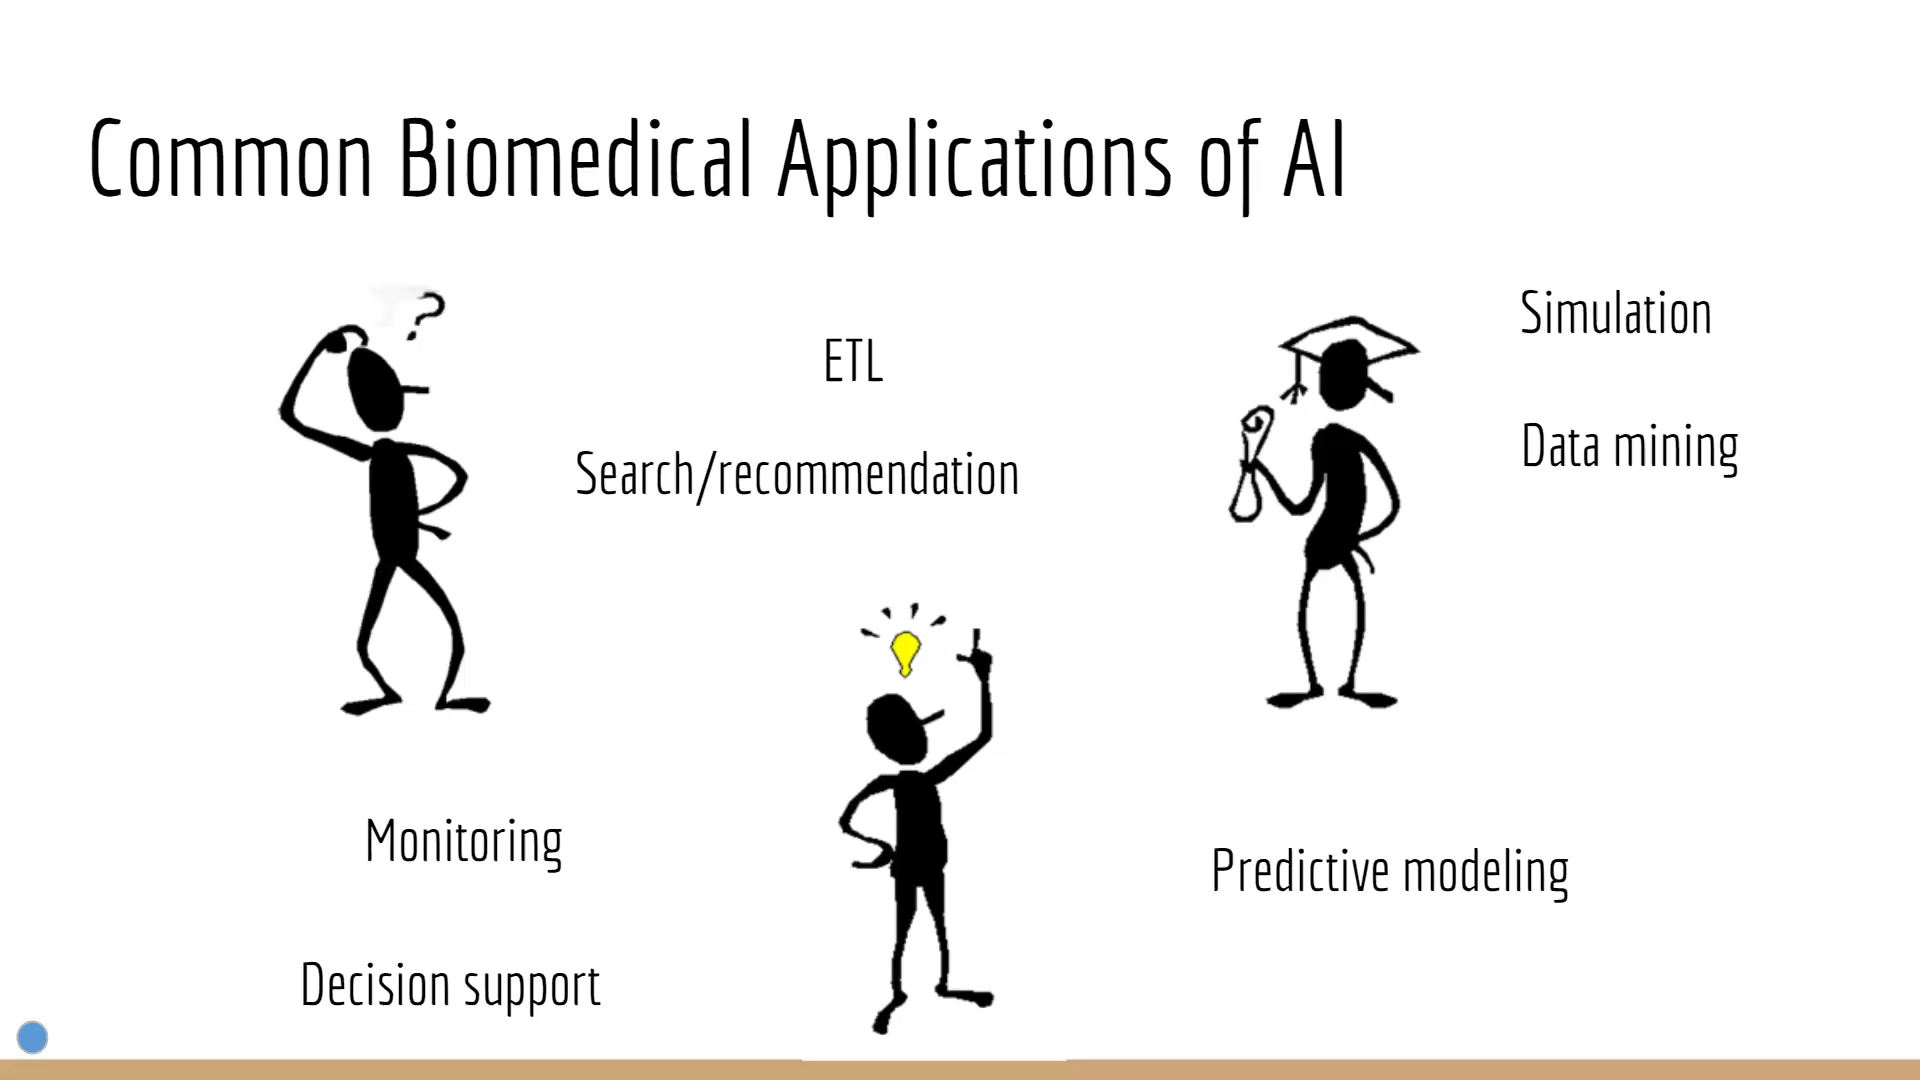 Common Biomedical Applications of AI
?
ETL
Search/recommendation
Simulation
Data mining
Monitoring
Decision support
Predictive modeling